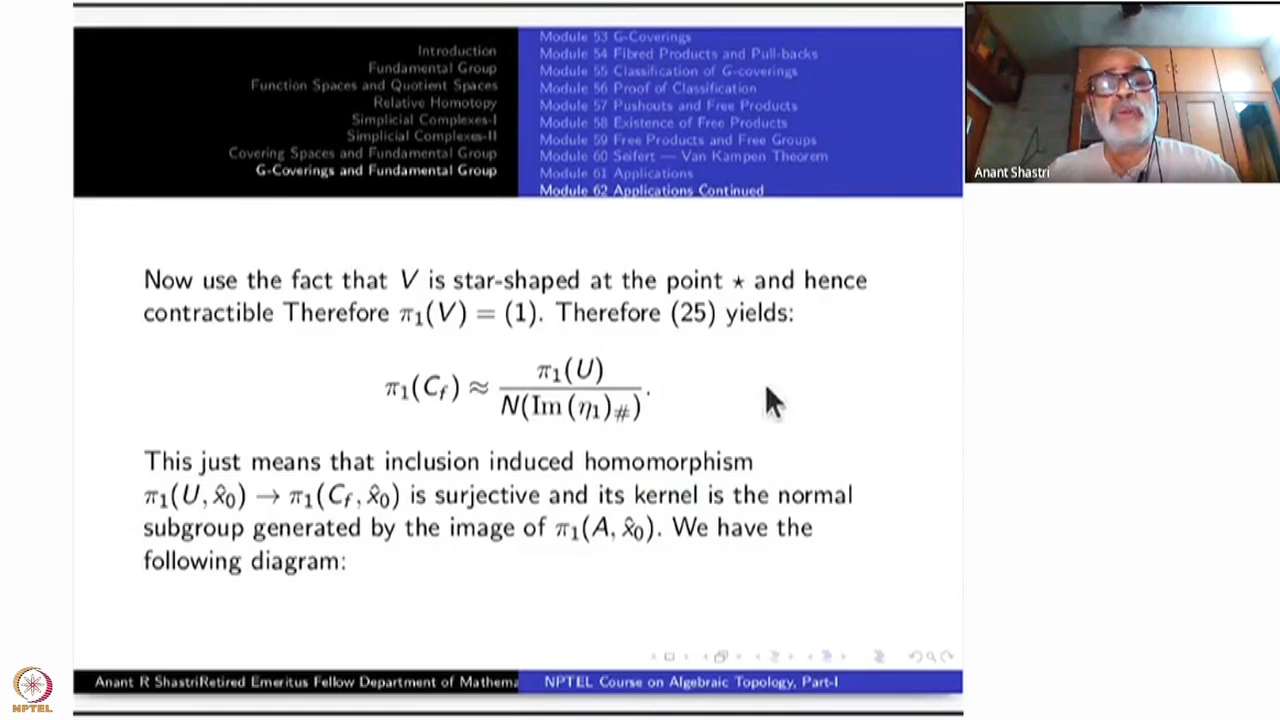 Introduction
Fundamental Group
Function Spaces and Quotient Spaces
Relative Homotopy
Simplicial Complexes-I
Simplicial Complexes-II
Covering Spaces and Fundamental Group
G-Coverings and Fundamental Group
Module 53 G-Coverings
Module 54 Fibred Products and Pull-backs
Module 55 Classification of G-coverings
Module 56 Proof of Classification
Module 57 Pushouts and Free Products
Module 58 Existence of Free Products
Module 59 Free Products and Free Groups
Module 60 Seifert — Van Kampen Theorem
Module 61 Applications
Module 62 Applications Continued
Anant Shastri
Now use the fact that V is star-shaped at the point ⋆ and hence
contractible Therefore π₁(V) = (1). Therefore (25) yields:
π₁(C_f) ≈ π₁(U) / N(Im (η₁)_#) .
This just means that inclusion induced homomorphism
π₁(U, x̂₀) → π₁(C_f, x̂₀) is surjective and its kernel is the normal
subgroup generated by the image of π₁(A, x̂₀). We have the
following diagram:
Anant R ShastriRetired Emeritus Fellow Department of Mathema
NPTEL Course on Algebraic Topology, Part-I
NPTEL